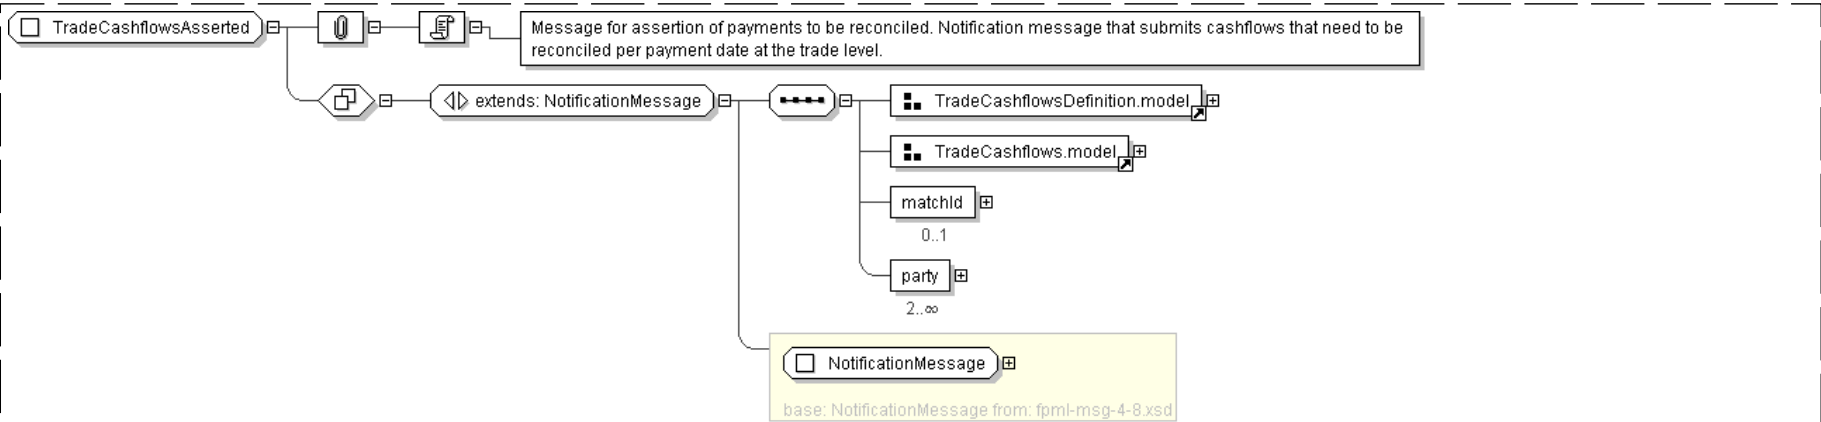 TradeCashflowsAsserted
Message for assertion of payments to be reconciled. Notification message that submits cashflows that need to be
reconciled per payment date at the trade level.
extends: NotificationMessage
TradeCashflowsDefinition.model
TradeCashflows.model
matchId
0..1
party
2..∞
NotificationMessage
base: NotificationMessage from: fpml-msg-4-8.xsd